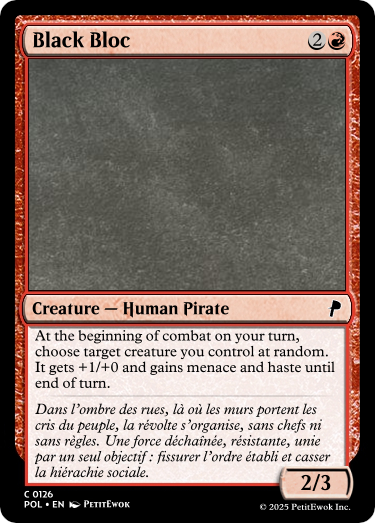 Black Bloc
2
Creature — Human Pirate
At the beginning of combat on your turn,
choose target creature you control at random.
It gets +1/+0 and gains menace and haste until
end of turn.
Dans l'ombre des rues, là où les murs portent les
cris du peuple, la révolte s'organise, sans chefs ni
sans règles. Une force déchaînée, résistante, unie
par un seul objectif : fissurer l'ordre établi et casser
la hiérachie sociale.
2/3
C 0126
POL • EN PETITEWOK
© 2025 PetitEwok Inc.